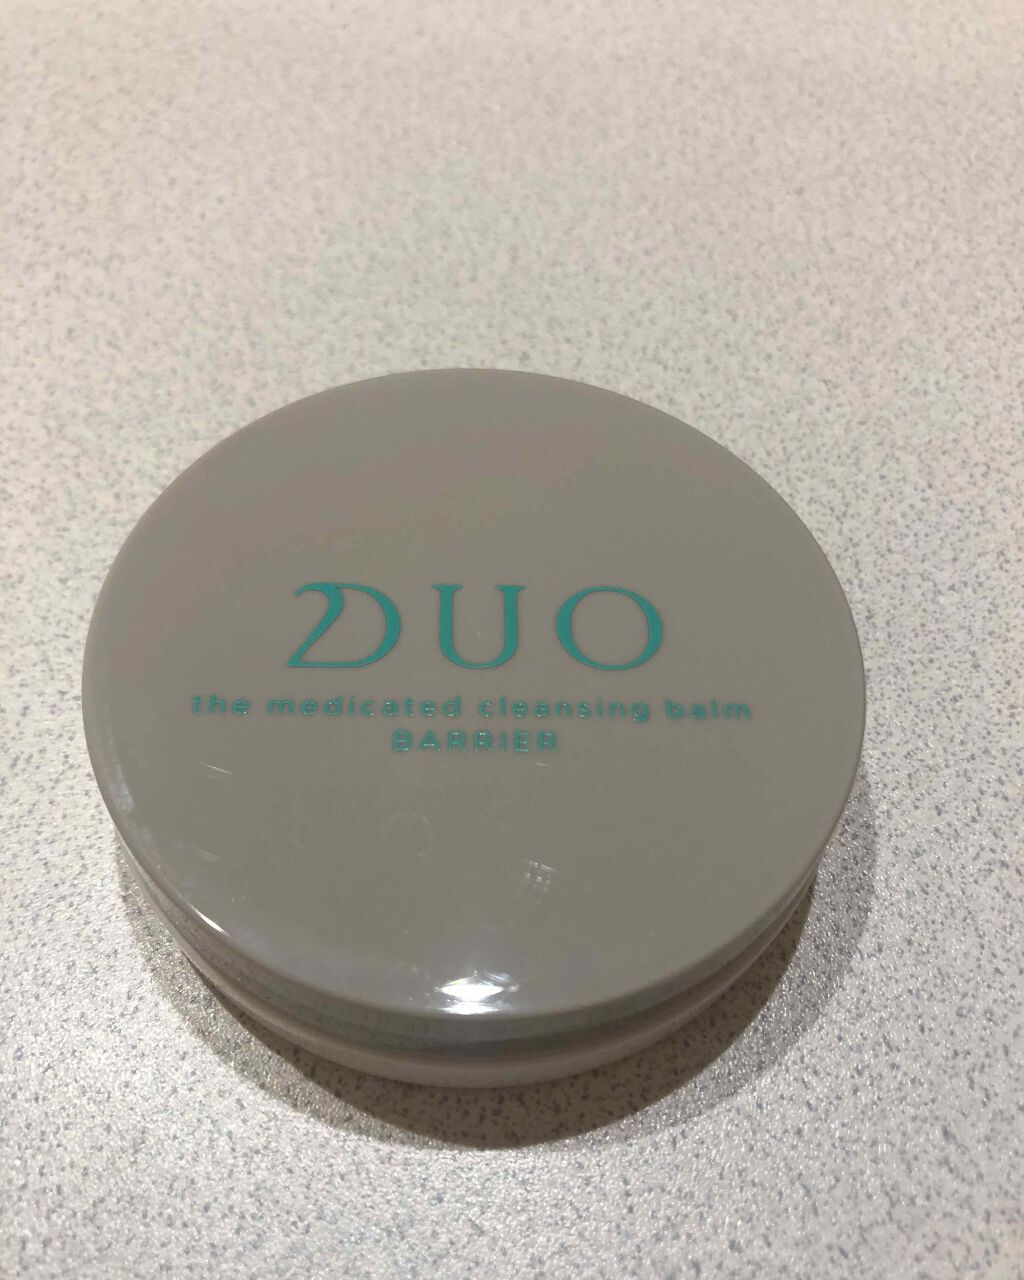 DUO
the medicated cleansing balm
BARRIER